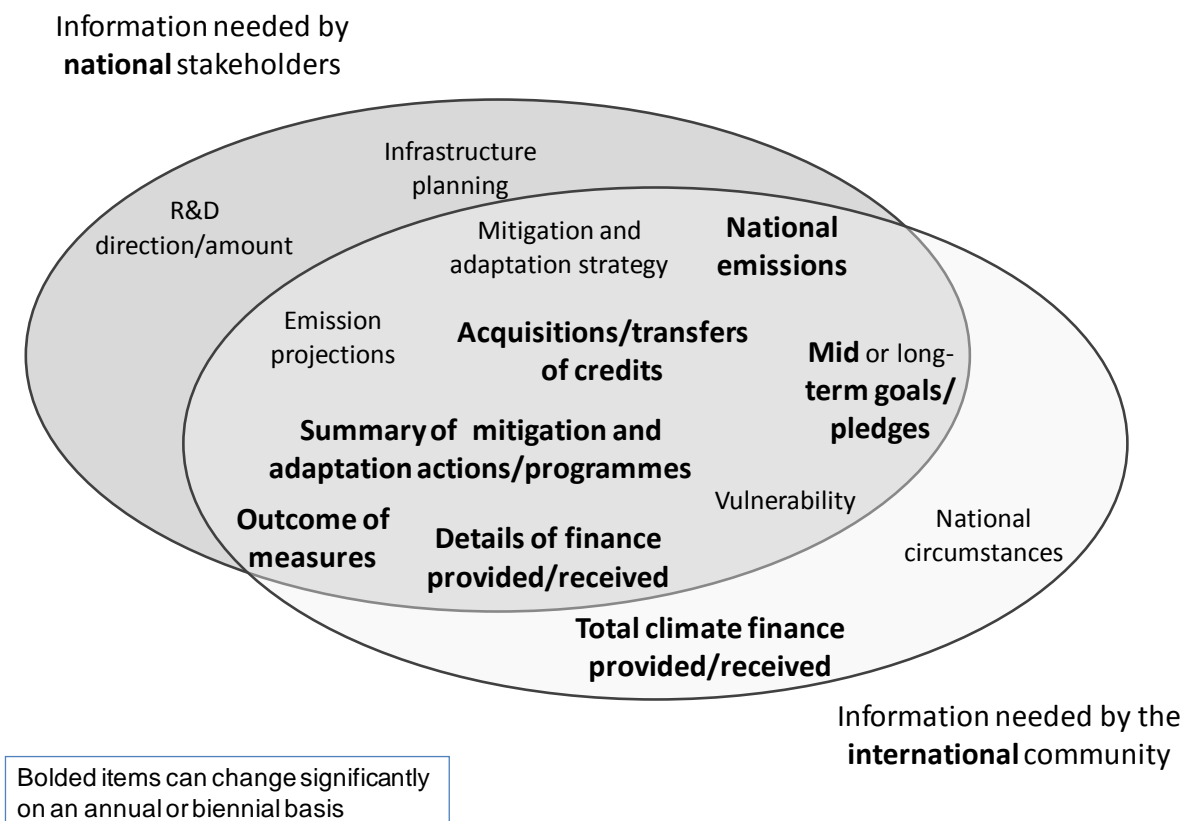 Information needed by
national stakeholders
Infrastructure
planning
R&D
direction/amount
Mitigation and
adaptation strategy
National
emissions
Emission
projections
Acquisitions/transfers
of credits
Mid or long-
term goals/
pledges
Summary of mitigation and
adaptation actions/programmes
Vulnerability
Outcome of
measures
Details of finance
provided/received
National
circumstances
Total climate finance
provided/received
Information needed by the
international community
Bolded items can change significantly
on an annual or biennial basis